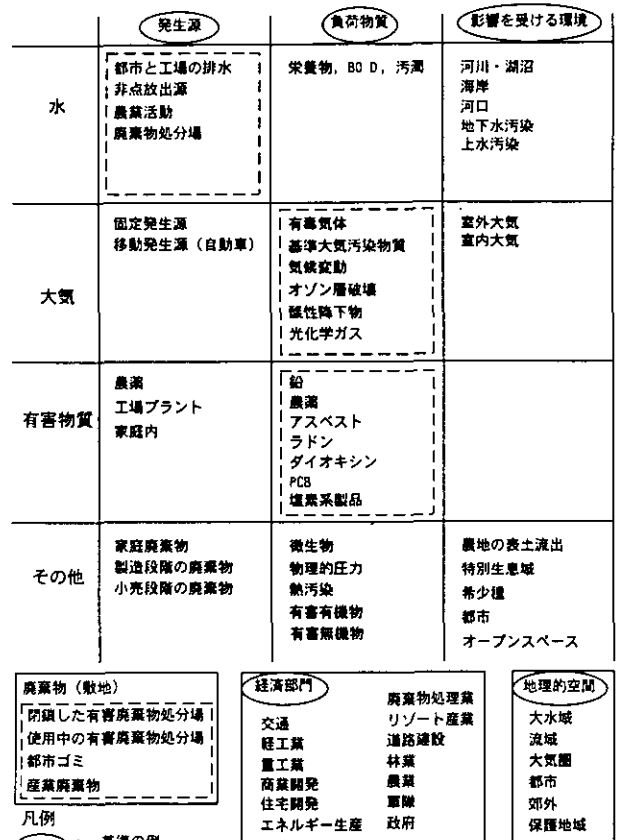 発生源
負荷物質
影響を受ける環境
水
都市と工場の排水
非点放出源
農業活動
廃棄物処分場
栄養物, BOD, 汚濁
河川・湖沼
海岸
河口
地下水汚染
上水汚染
大気
固定発生源
移動発生源（自動車）
有毒気体
基準大気汚染物質
気候変動
オゾン層破壊
酸性降下物
光化学ガス
室外大気
室内大気
有害物質
農薬
工場プラント
家庭内
鉛
農薬
アスベスト
ラドン
ダイオキシン
PCB
塩素系製品
その他
家庭廃棄物
製造段階の廃棄物
小売段階の廃棄物
微生物
物理的圧力
熱汚染
有害有機物
有害無機物
農地の表土流出
特別生息域
希少種
都市
オープンスペース
廃棄物（敷地）
閉鎖した有害廃棄物処分場
使用中の有害廃棄物処分場
都市ゴミ
産業廃棄物
経済部門
交通
軽工業
重工業
商業開発
住宅開発
エネルギー生産
廃棄物処理業
リゾート産業
道路建設
林業
農業
軍隊
政府
地理的空間
大水域
流域
大気圏
都市
郊外
保護地域
凡例